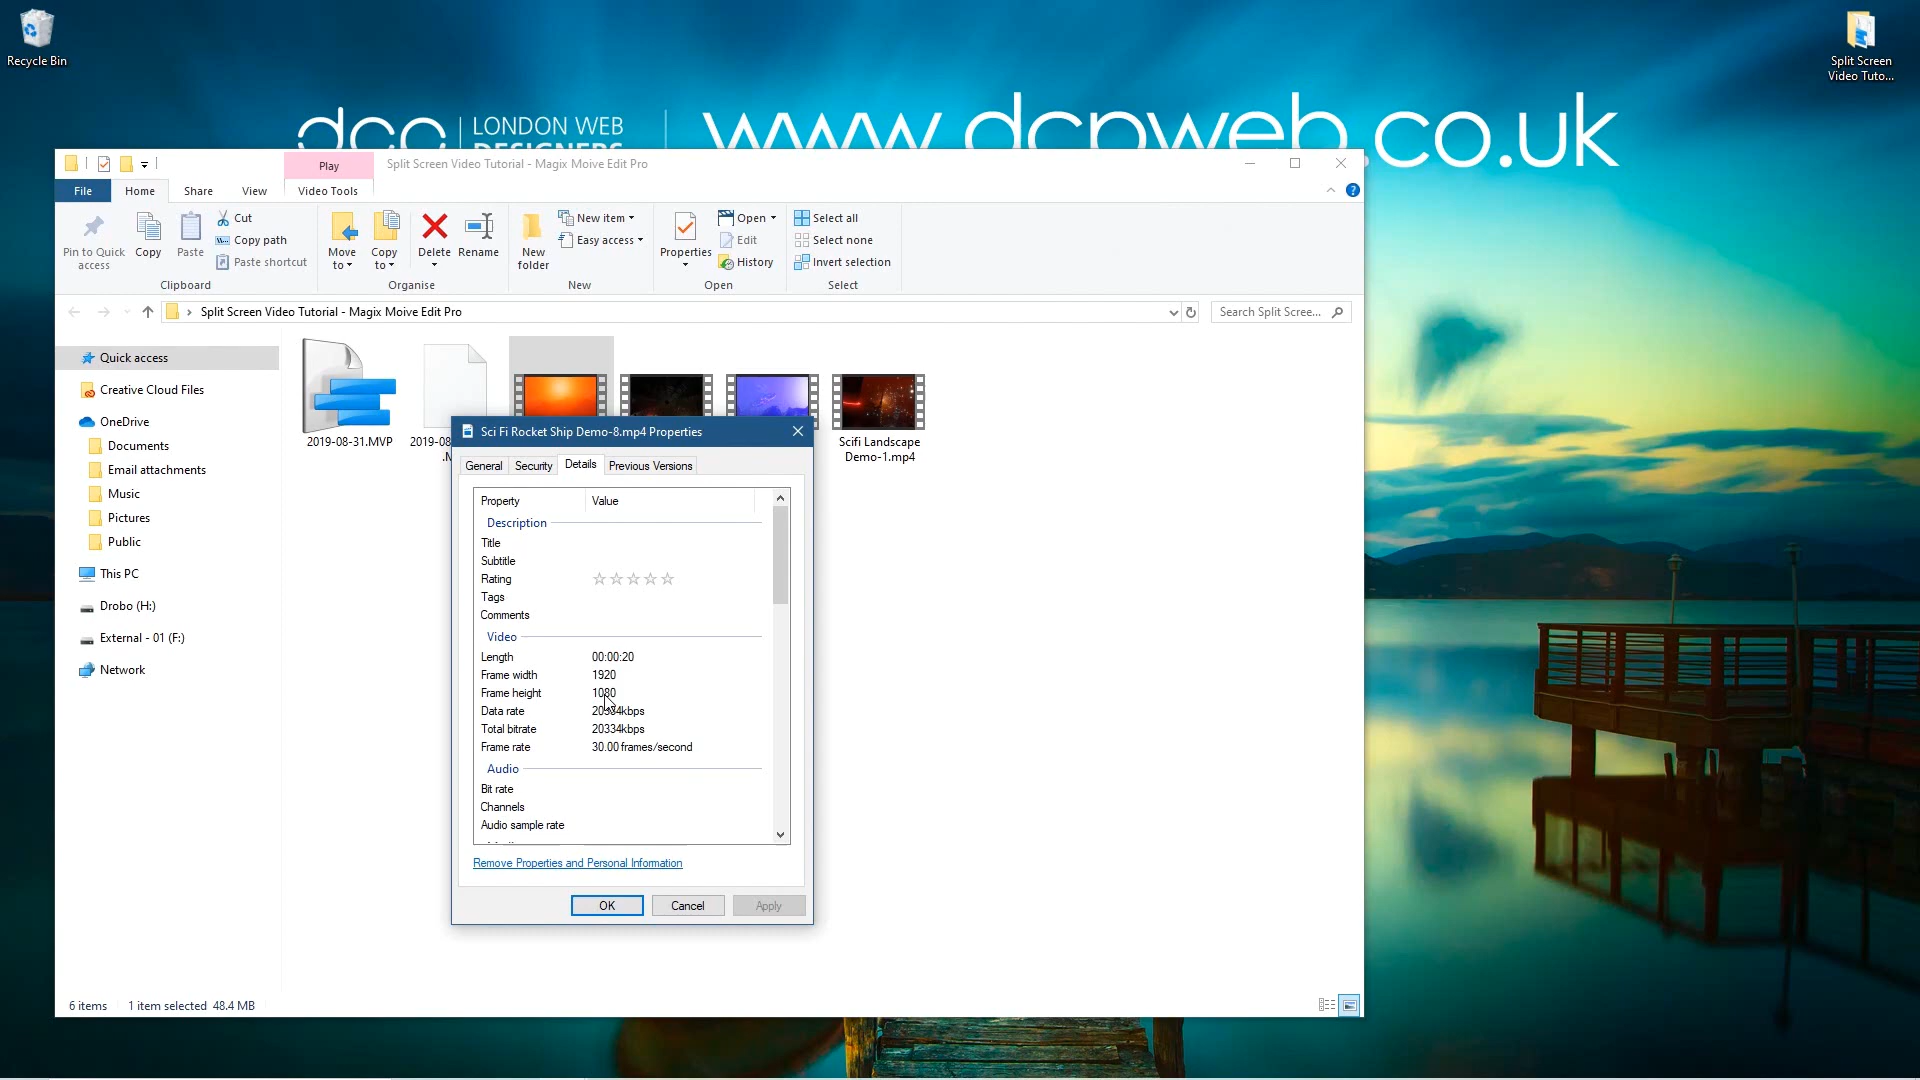 Recycle Bin
Split Screen
Video Tuto...
dcp
LONDON WEB
DESIGNERS
www.dcpweb.co.uk
Play
Split Screen Video Tutorial - Magix Moive Edit Pro
File
Home
Share
View
Video Tools
Pin to Quick
access
Copy
Paste
Cut
Copy path
Paste shortcut
Clipboard
Move
to
Copy
to
Delete
Rename
Organise
New
folder
New item
Easy access
New
Properties
Open
Edit
History
Open
Select all
Select none
Invert selection
Select
Split Screen Video Tutorial - Magix Moive Edit Pro
Search Split Scree...
Quick access
Creative Cloud Files
OneDrive
Documents
Email attachments
Music
Pictures
Public
This PC
Drobo (H:)
External - 01 (F:)
Network
2019-08-31.MVP
2019-08
Scifi Landscape
Demo-1.mp4
Sci Fi Rocket Ship Demo-8.mp4 Properties
General
Security
Details
Previous Versions
Property
Value
Description
Title
Subtitle
Rating
Tags
Comments
Video
Length
00:00:20
Frame width
1920
Frame height
1080
Data rate
20334kbps
Total bitrate
20334kbps
Frame rate
30.00 frames/second
Audio
Bit rate
Channels
Audio sample rate
Remove Properties and Personal Information
OK
Cancel
Apply
6 items
1 item selected 48.4 MB